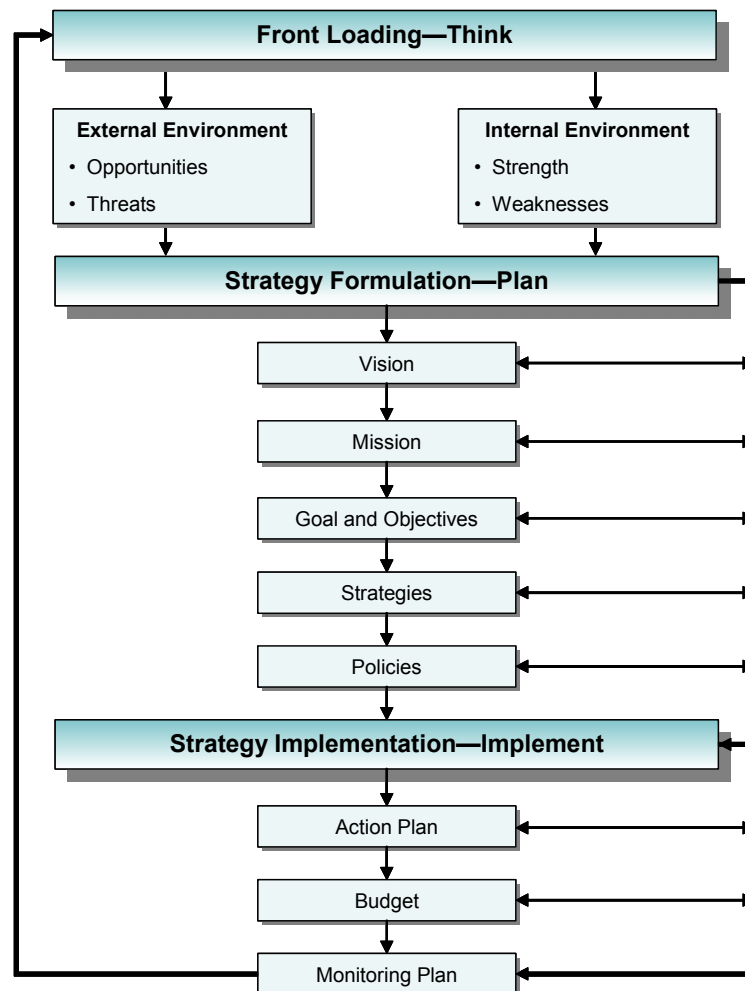 Front Loading—Think
External Environment
• Opportunities
• Threats
Internal Environment
• Strength
• Weaknesses
Strategy Formulation—Plan
Vision
Mission
Goal and Objectives
Strategies
Policies
Strategy Implementation—Implement
Action Plan
Budget
Monitoring Plan